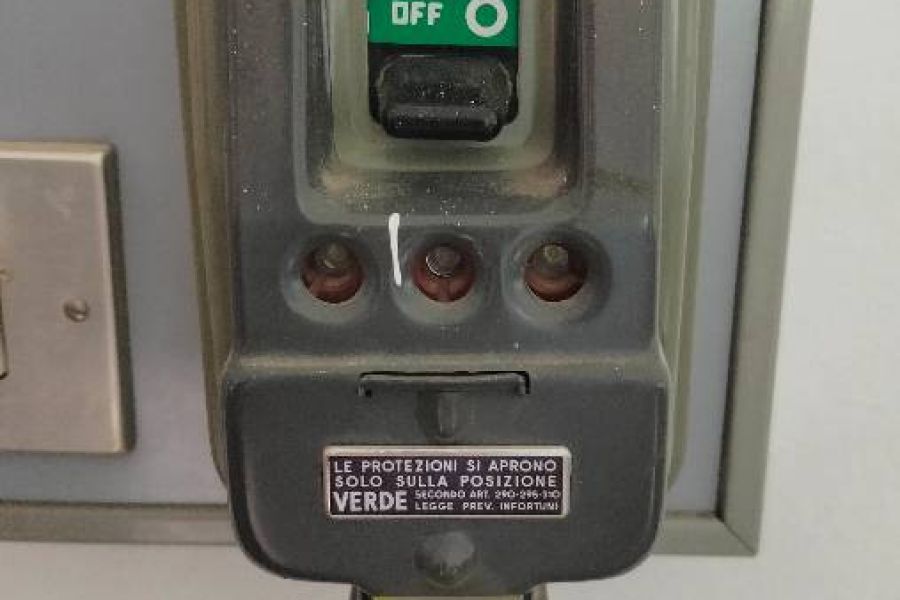 OFF O
LE PROTEZIONI SI APRONO
SOLO SULLA POSIZIONE
VERDE SECONDO ART. 290-295-310
LEGGE PREV. INFORTUNI